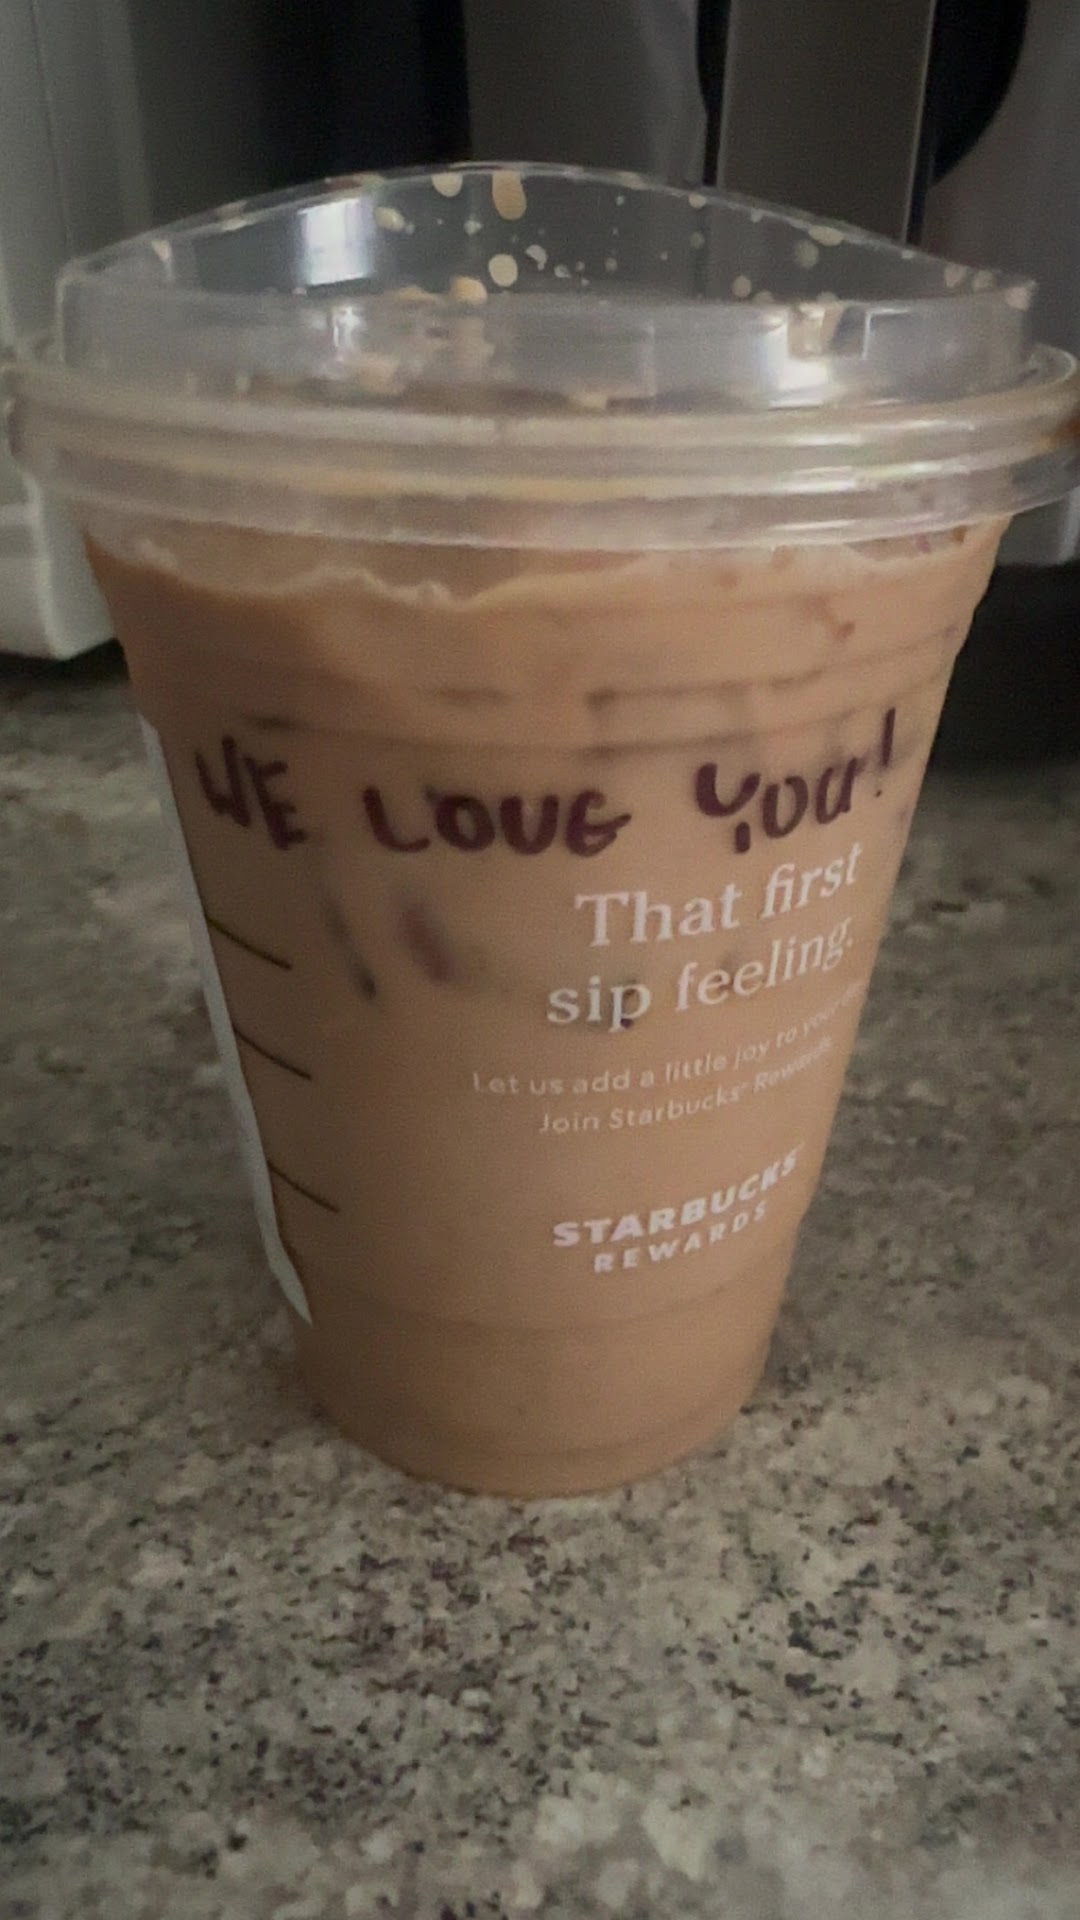 WE LOVE YOU!
That first
sip feeling.
Let us add a little joy to your
Join Starbucks® Rewards
STARBUCKS®
REWARDS